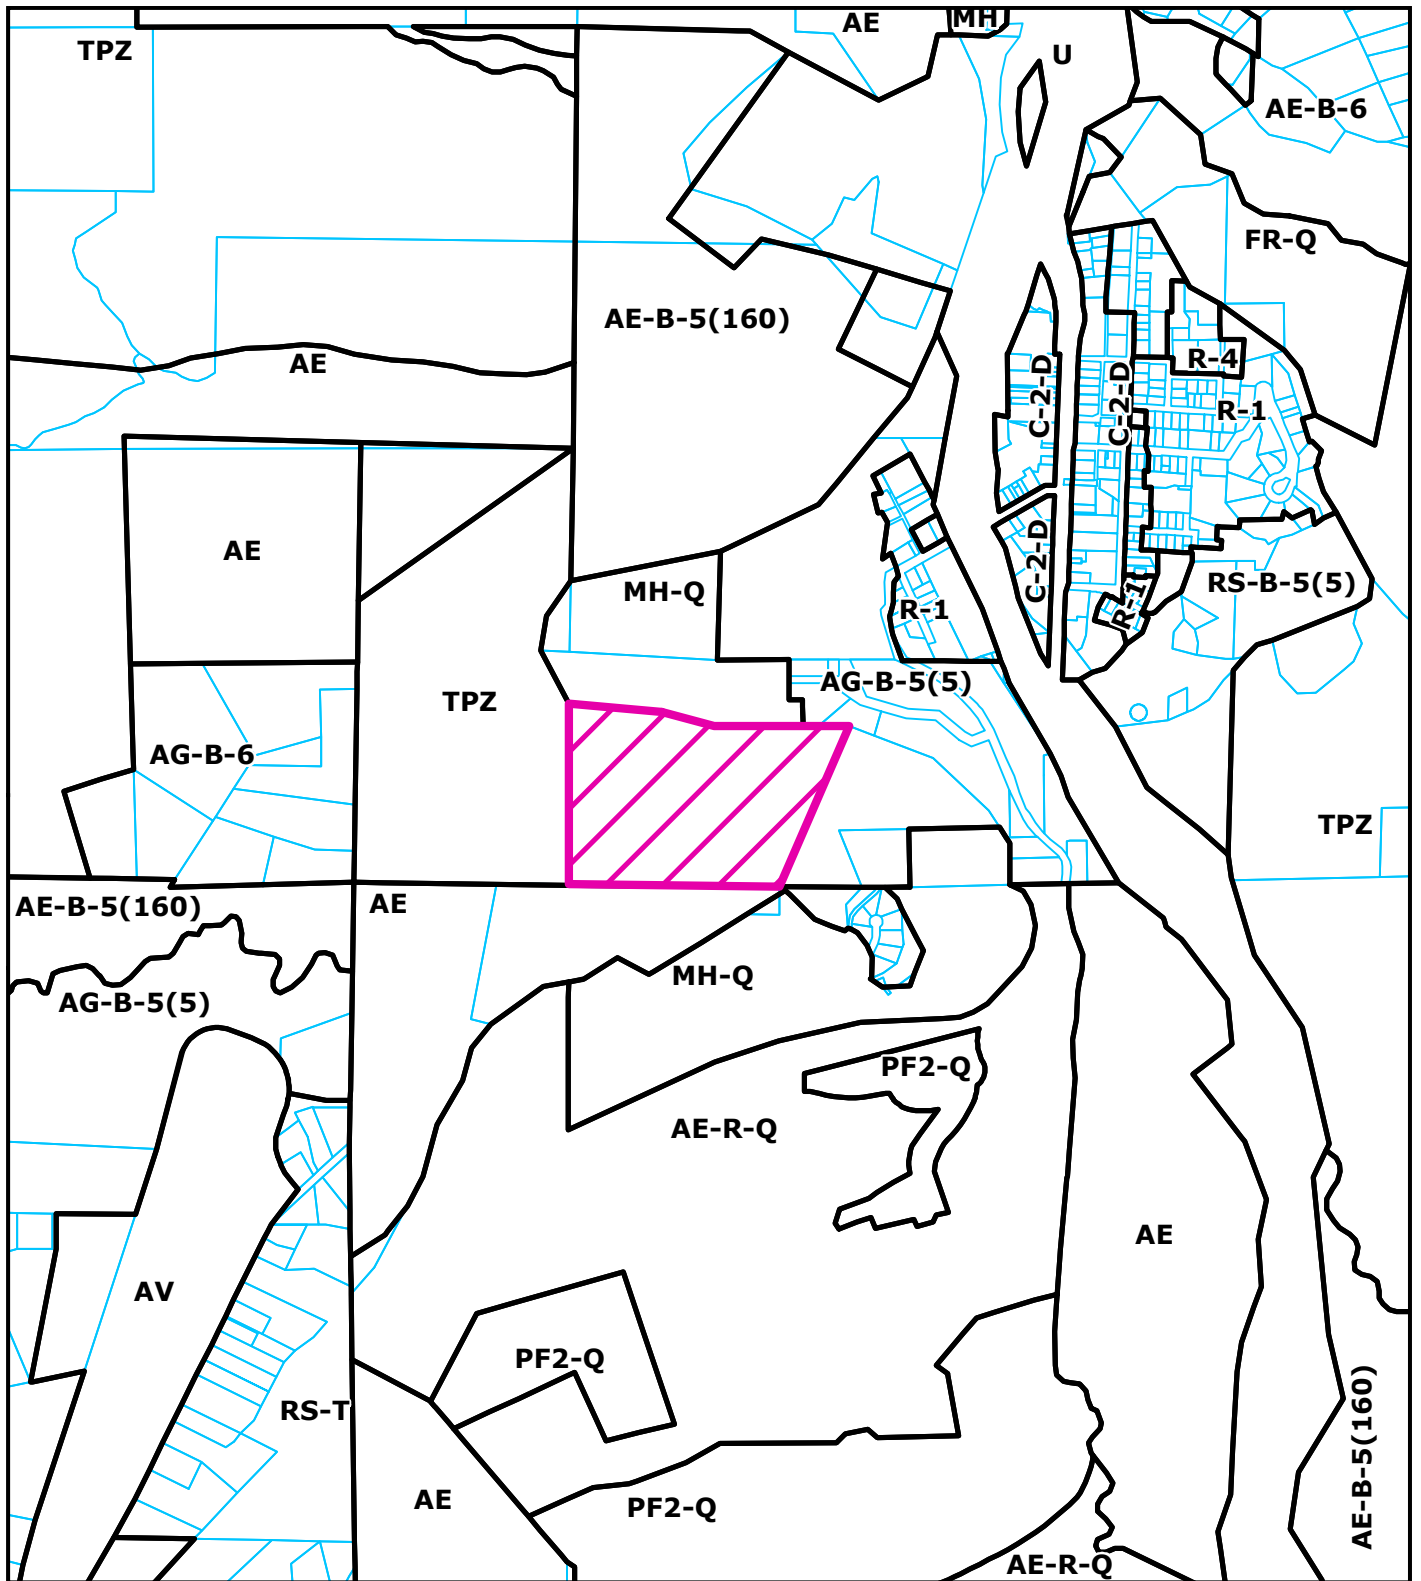 AE
MH
TPZ
U
AE-B-6
FR-Q
AE-B-5(160)
AE
R-4
C-2-D
C-2-D
R-1
AE
C-2-D
RS-B-5(5)
MH-Q
R-1
R-1
AG-B-5(5)
TPZ
AG-B-6
TPZ
AE-B-5(160)
AE
MH-Q
AG-B-5(5)
PF2-Q
AE-R-Q
AE
AV
PF2-Q
RS-T
AE-B-5(160)
AE
PF2-Q
AE-R-Q